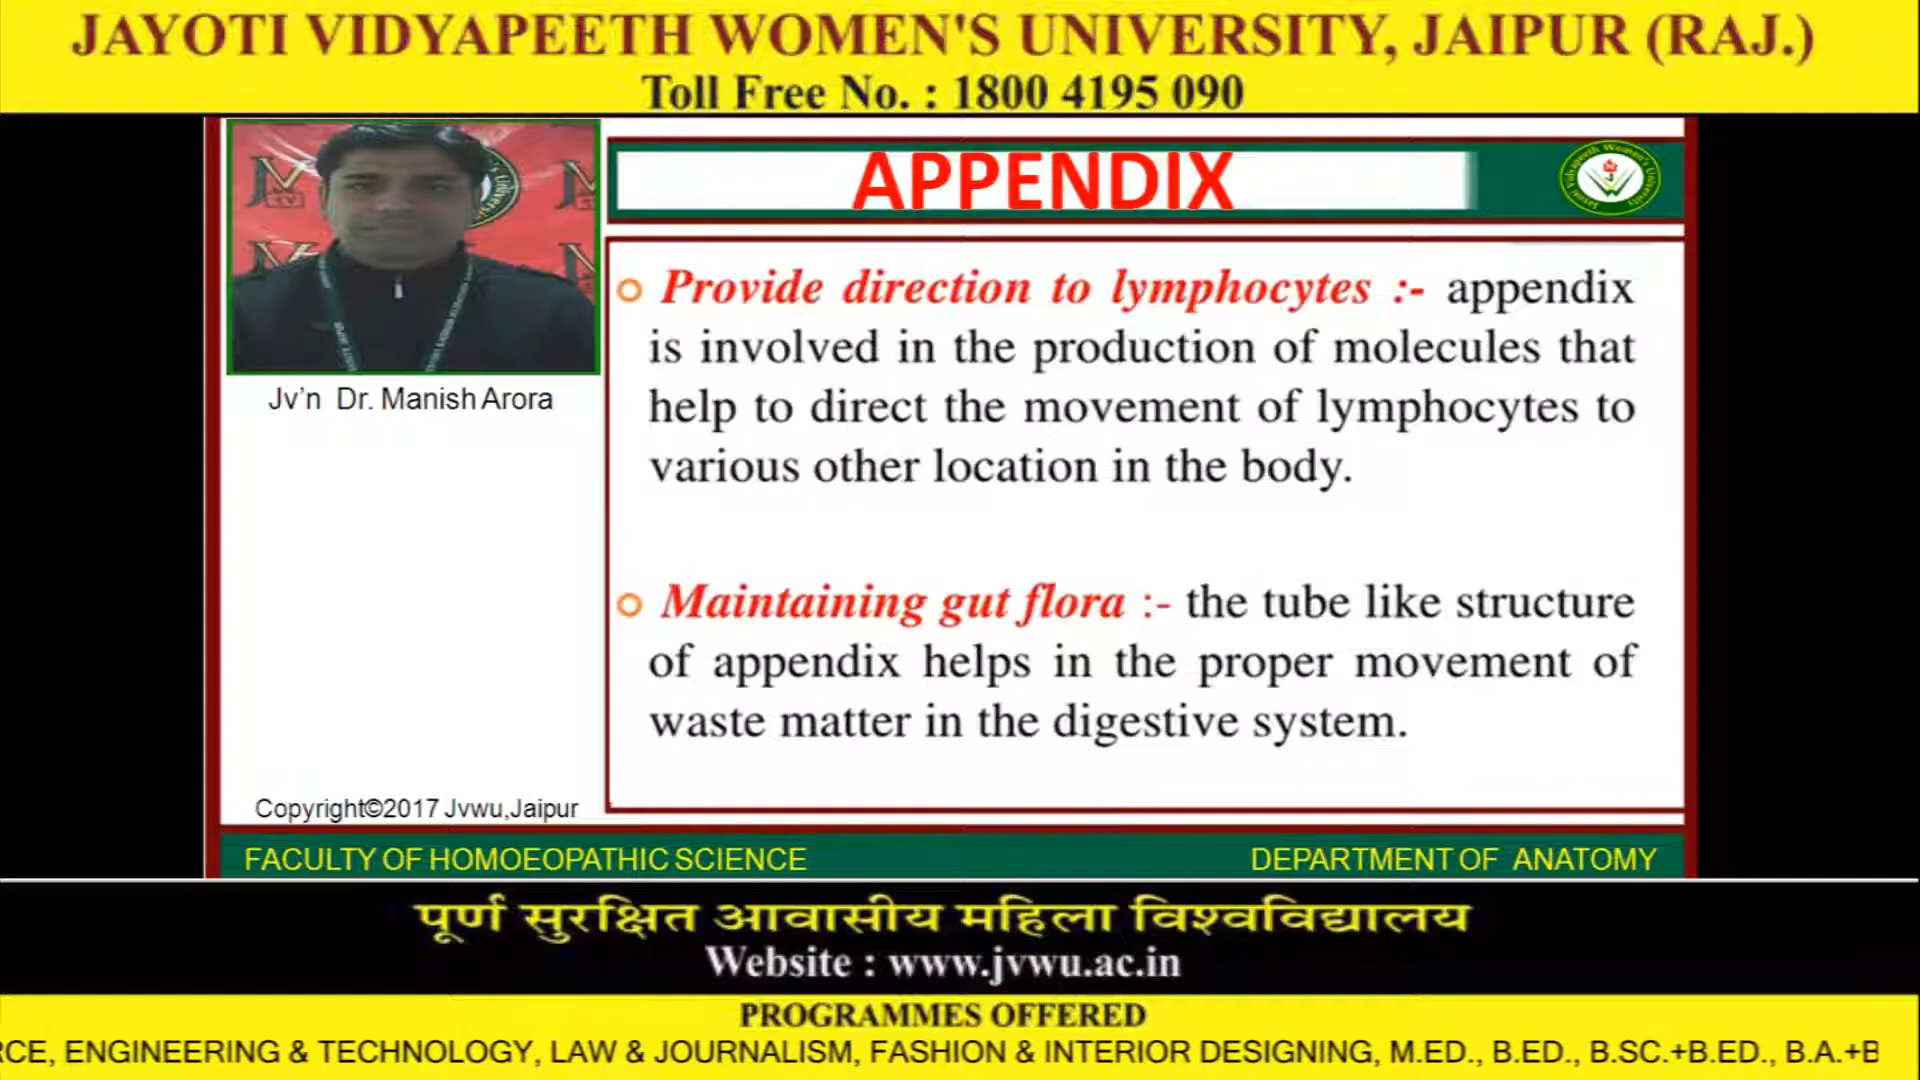 JAYOTI VIDYAPEETH WOMEN'S UNIVERSITY, JAIPUR (RAJ.)
Toll Free No. : 1800 4195 090
APPENDIX
Jv'n Dr. Manish Arora
Provide direction to lymphocytes :- appendix
is involved in the production of molecules that
help to direct the movement of lymphocytes to
various other location in the body.
Maintaining gut flora :- the tube like structure
of appendix helps in the proper movement of
waste matter in the digestive system.
Copyright©2017 Jvwu,Jaipur
FACULTY OF HOMOEOPATHIC SCIENCE
DEPARTMENT OF ANATOMY
पूर्ण सुरक्षित आवासीय महिला विश्वविद्यालय
Website : www.jvwu.ac.in
PROGRAMMES OFFERED
RCE, ENGINEERING & TECHNOLOGY, LAW & JOURNALISM, FASHION & INTERIOR DESIGNING, M.ED., B.ED., B.SC.+B.ED., B.A.+B